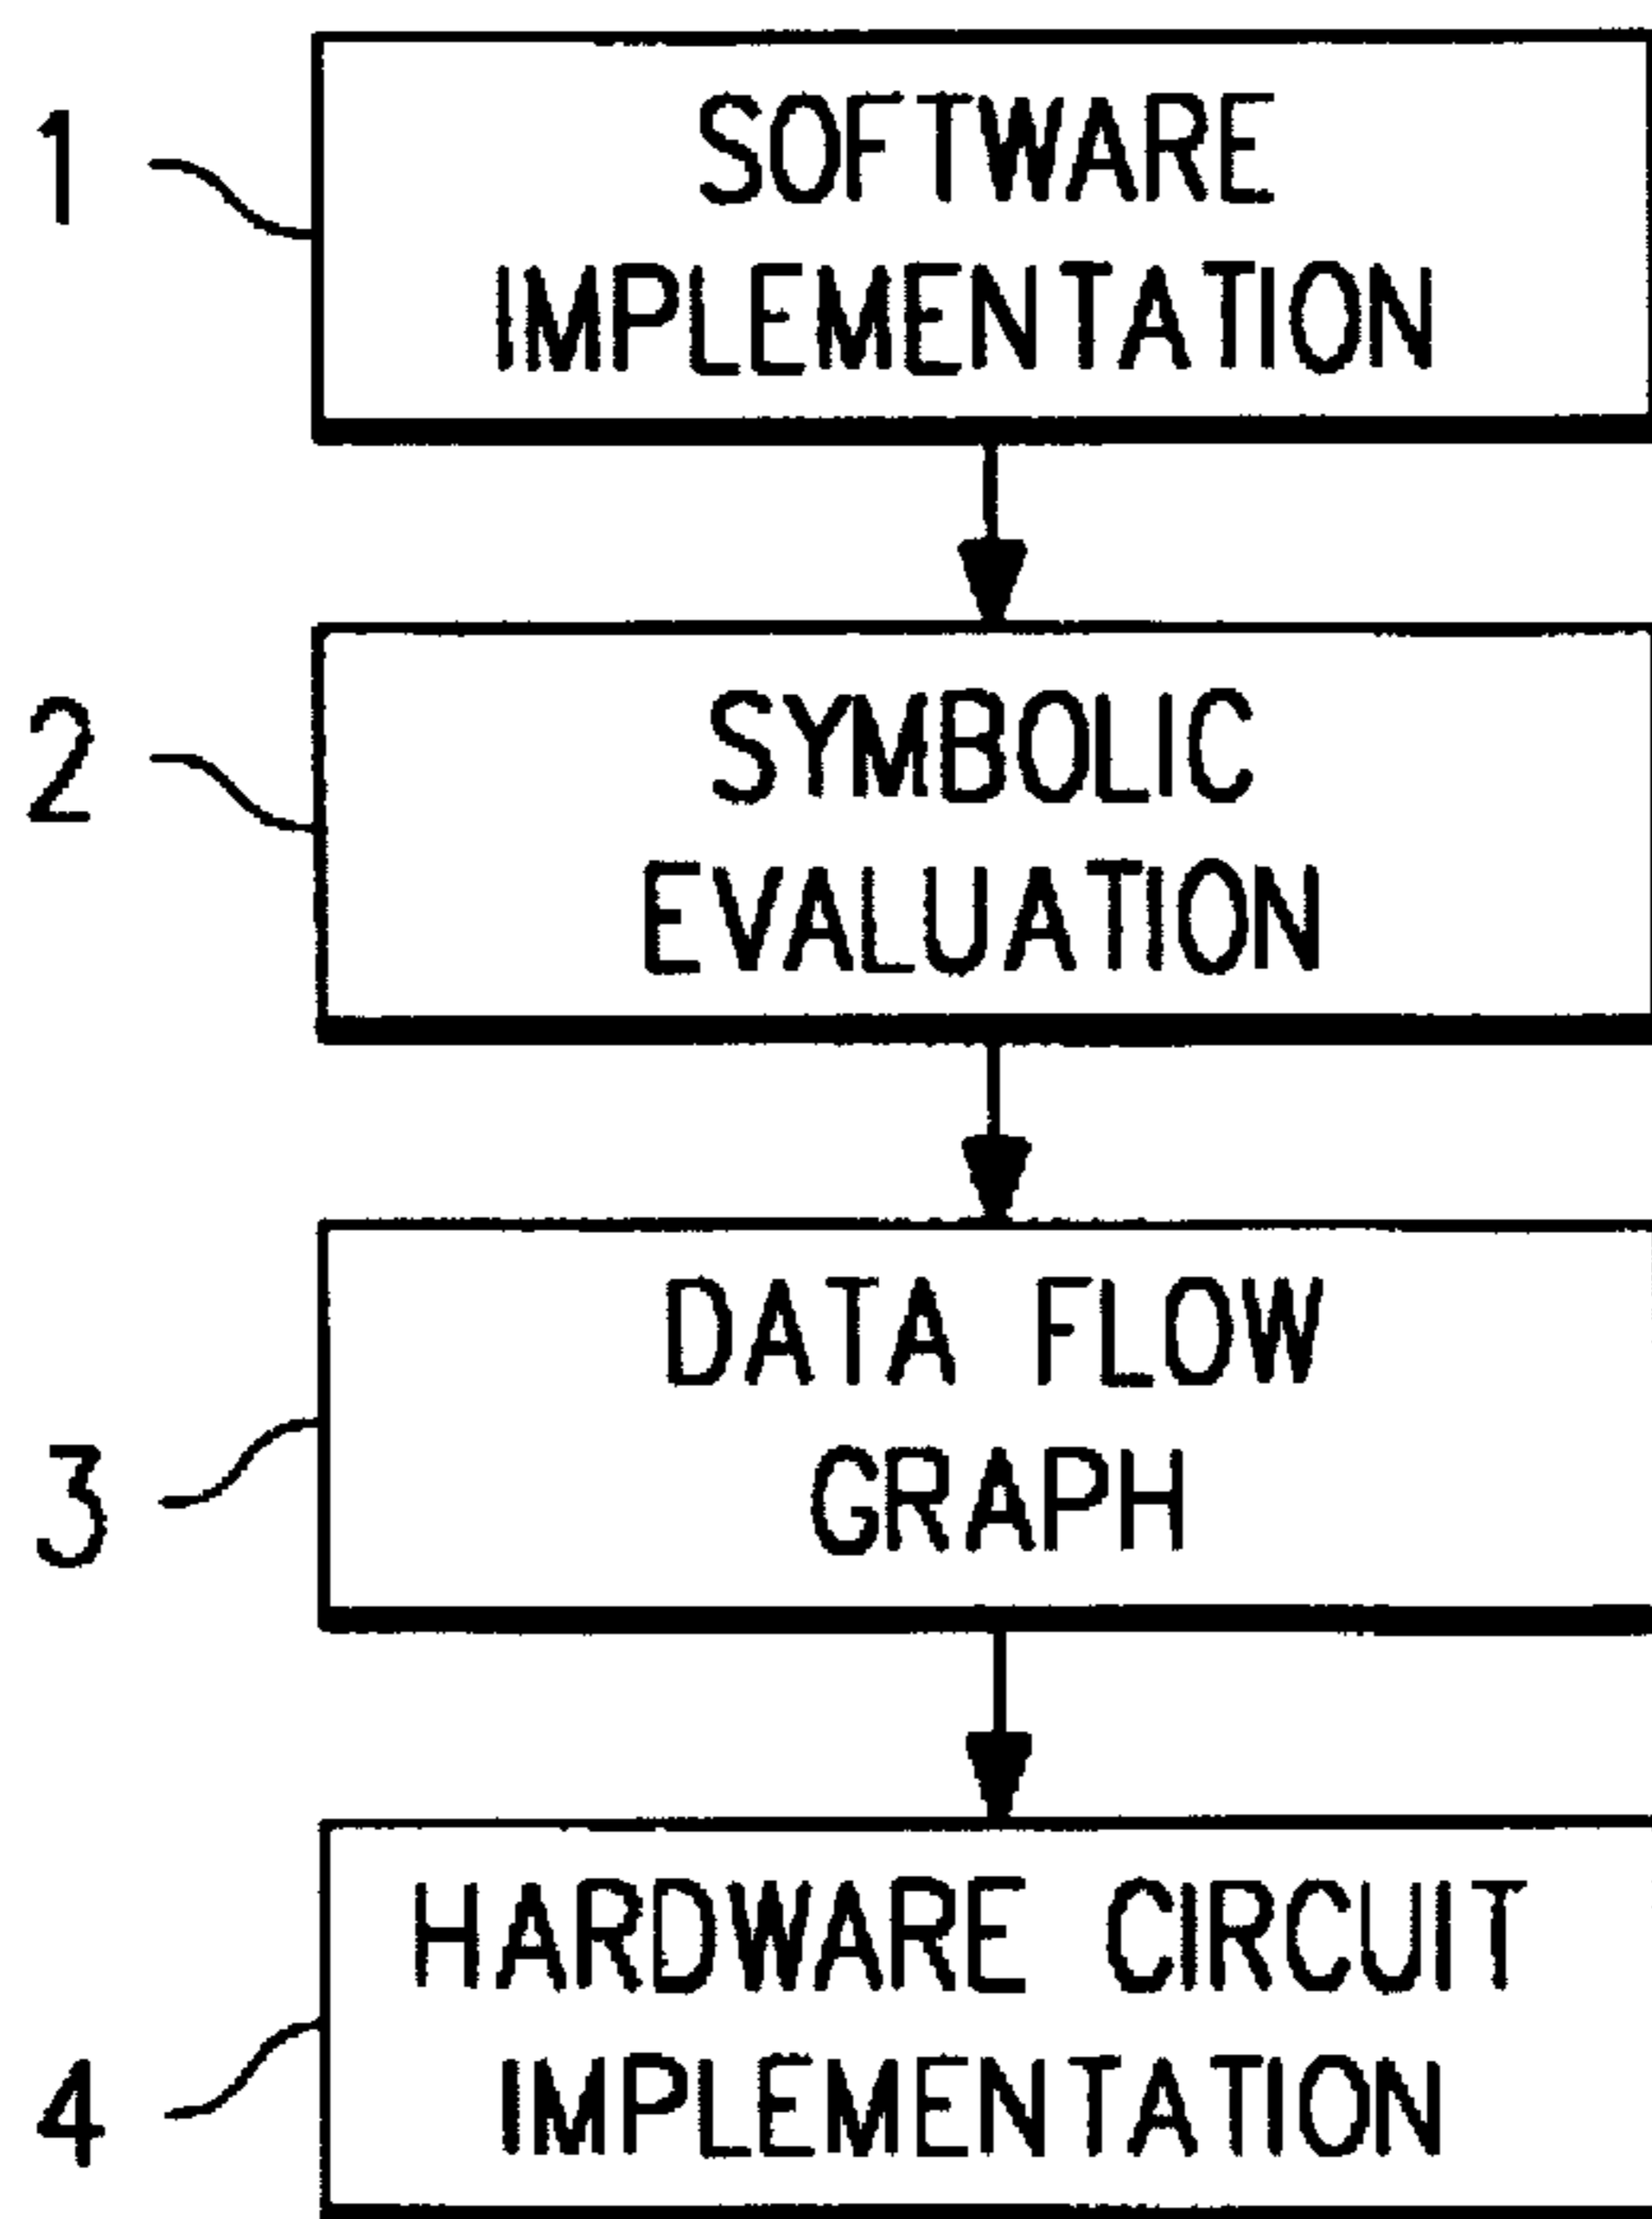 1
SOFTWARE
IMPLEMENTATION
2
SYMBOLIC
EVALUATION
3
DATA FLOW
GRAPH
4
HARDWARE CIRCUIT
IMPLEMENTATION